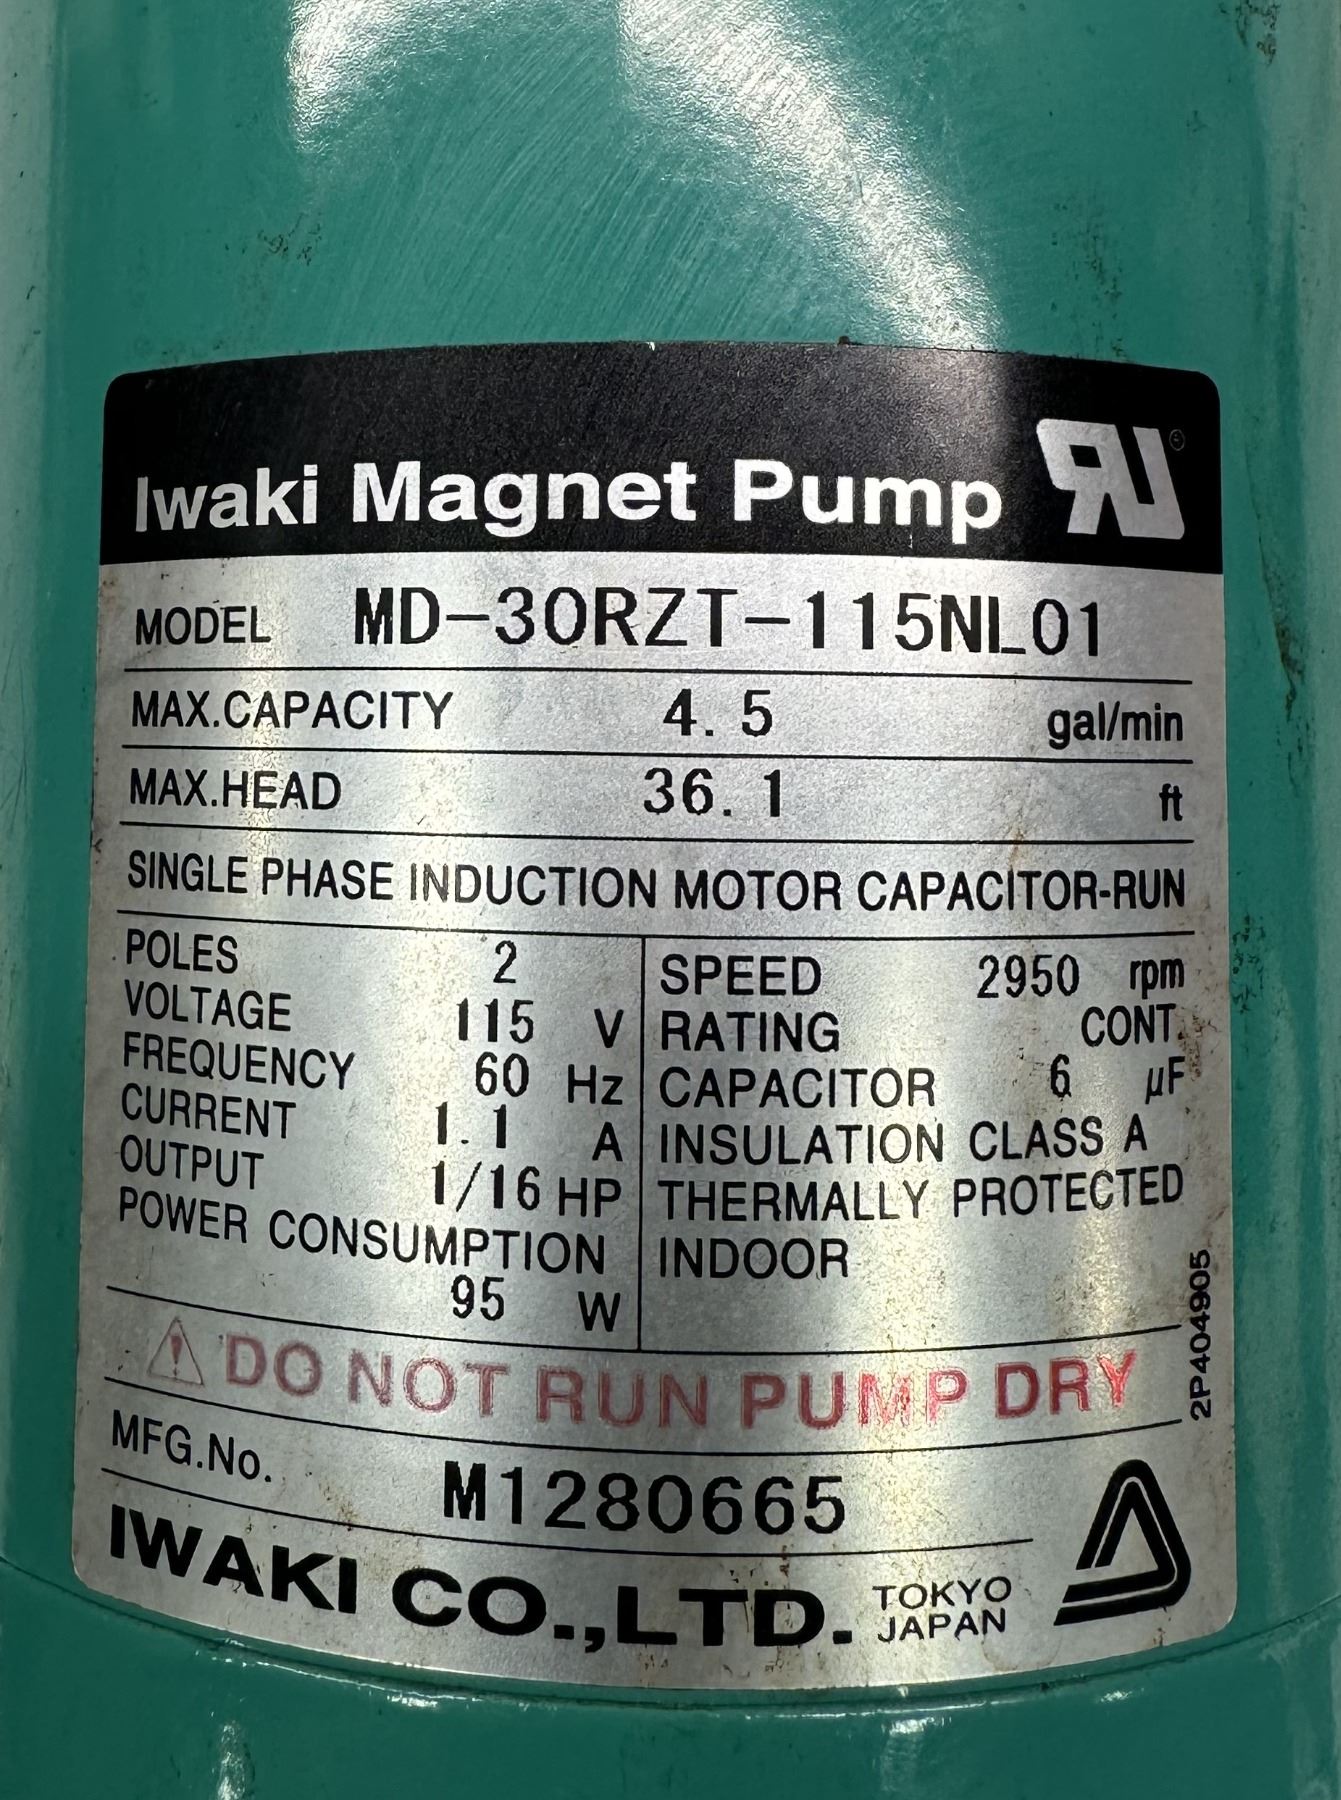 Iwaki Magnet Pump RU®
MODEL MD-30RZT-115NL01
MAX.CAPACITY 4.5 gal/min
MAX.HEAD 36.1 ft
SINGLE PHASE INDUCTION MOTOR CAPACITOR-RUN
POLES 2
VOLTAGE 115 V
FREQUENCY 60 Hz
CURRENT 1.1 A
OUTPUT 1/16 HP
POWER CONSUMPTION
95 W
SPEED 2950 rpm
RATING CONT.
CAPACITOR 6 µF
INSULATION CLASS A
THERMALLY PROTECTED
INDOOR
2P404905
DO NOT RUN PUMP DRY
MFG.No. M1280665
IWAKI CO.,LTD. TOKYO
JAPAN